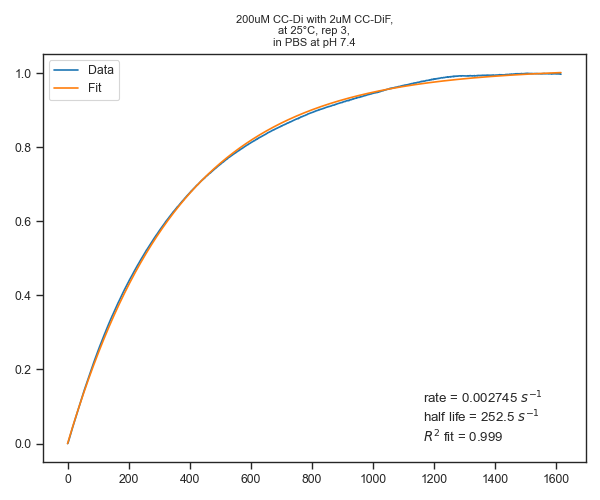 200uM CC-Di with 2uM CC-DiF,
at 25°C, rep 3,
in PBS at pH 7.4
1.0
0.8
0.6
0.4
0.2
0.0
Data
Fit
rate = 0.002745 s⁻¹
half life = 252.5 s⁻¹
R² fit = 0.999
0 200 400 600 800 1000 1200 1400 1600